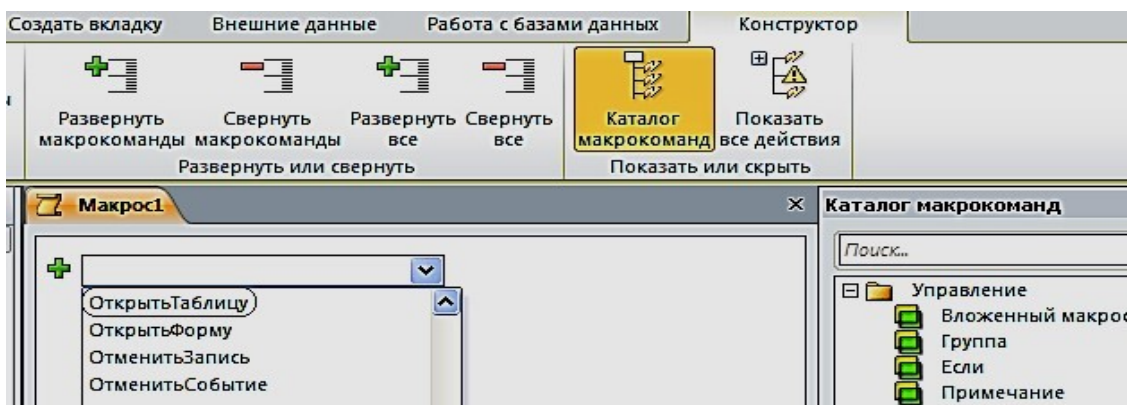 Создать вкладку Внешние данные Работа с базами данных Конструктор
Развернуть макрокоманды
Свернуть макрокоманды
Развернуть все
Свернуть все
Каталог макрокоманд
Показать все действия
Развернуть или свернуть
Показать или скрыть
Макрос1
Каталог макрокоманд
Поиск...
ОткрытьТаблицу
ОткрытьФорму
ОтменитьЗапись
ОтменитьСобытие
Управление
Вложенный макрос
Группа
Если
Примечание